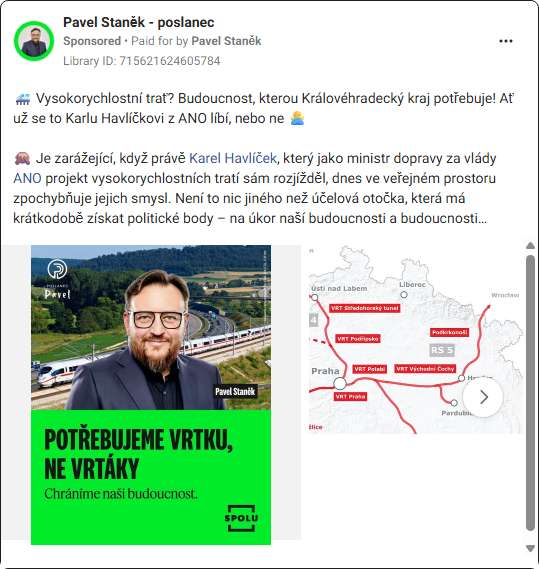 Pavel Staněk - poslanec
Sponsored • Paid for by Pavel Staněk
Library ID: 715621624605784
🚄 Vysokorychlostní trať? Budoucnost, kterou Královéhradecký kraj potřebuje! Ať
už se to Karlu Havlíčkovi z ANO líbí, nebo ne 🤷
Je zarážející, když právě Karel Havlíček, který jako ministr dopravy za vlády
ANO projekt vysokorychlostních tratí sám rozjížděl, dnes ve veřejném prostoru
zpochybňuje jejich smysl. Není to nic jiného než účelová otočka, která má
krátkodobě získat politické body – na úkor naší budoucnosti a budoucnosti…
POSLANEC
Pavel
Pavel Staněk
POTŘEBUJEME VRTKU,
NE VRTÁKY
Chráníme naši budoucnost.
SPOLU
Ústí nad Labem
Liberec
Wrocław
VRT Středohorský tunel
4
Podkrkonoší
VRT Podřipsko
RS 5
Praha
VRT Polabí
VRT Východní Čechy
VRT Praha
Pardubic